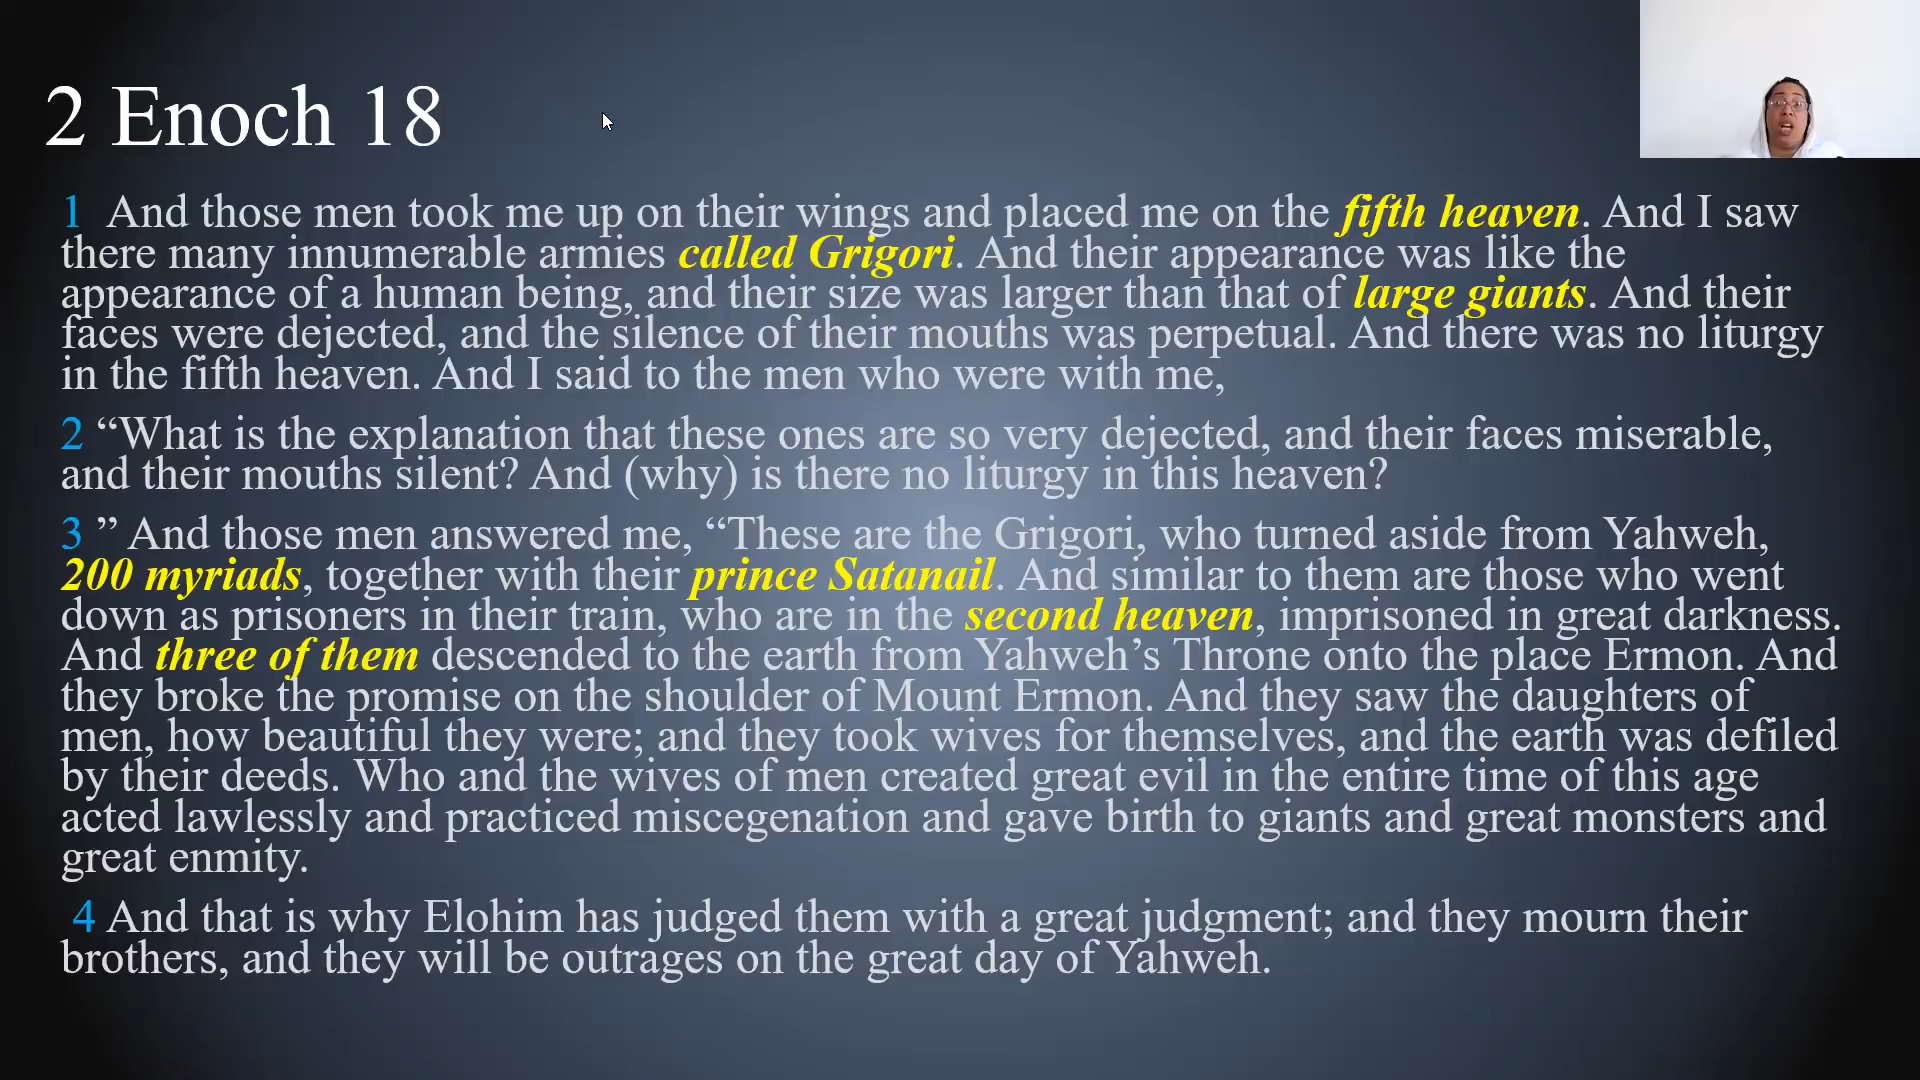 2 Enoch 18
1 And those men took me up on their wings and placed me on the fifth heaven. And I saw
there many innumerable armies called Grigori. And their appearance was like the
appearance of a human being, and their size was larger than that of large giants. And their
faces were dejected, and the silence of their mouths was perpetual. And there was no liturgy
in the fifth heaven. And I said to the men who were with me,
2 “What is the explanation that these ones are so very dejected, and their faces miserable,
and their mouths silent? And (why) is there no liturgy in this heaven?
3 ” And those men answered me, “These are the Grigori, who turned aside from Yahweh,
200 myriads, together with their prince Satanail. And similar to them are those who went
down as prisoners in their train, who are in the second heaven, imprisoned in great darkness.
And three of them descended to the earth from Yahweh’s Throne onto the place Ermon. And
they broke the promise on the shoulder of Mount Ermon. And they saw the daughters of
men, how beautiful they were; and they took wives for themselves, and the earth was defiled
by their deeds. Who and the wives of men created great evil in the entire time of this age
acted lawlessly and practiced miscegenation and gave birth to giants and great monsters and
great enmity.
4 And that is why Elohim has judged them with a great judgment; and they mourn their
brothers, and they will be outrages on the great day of Yahweh.